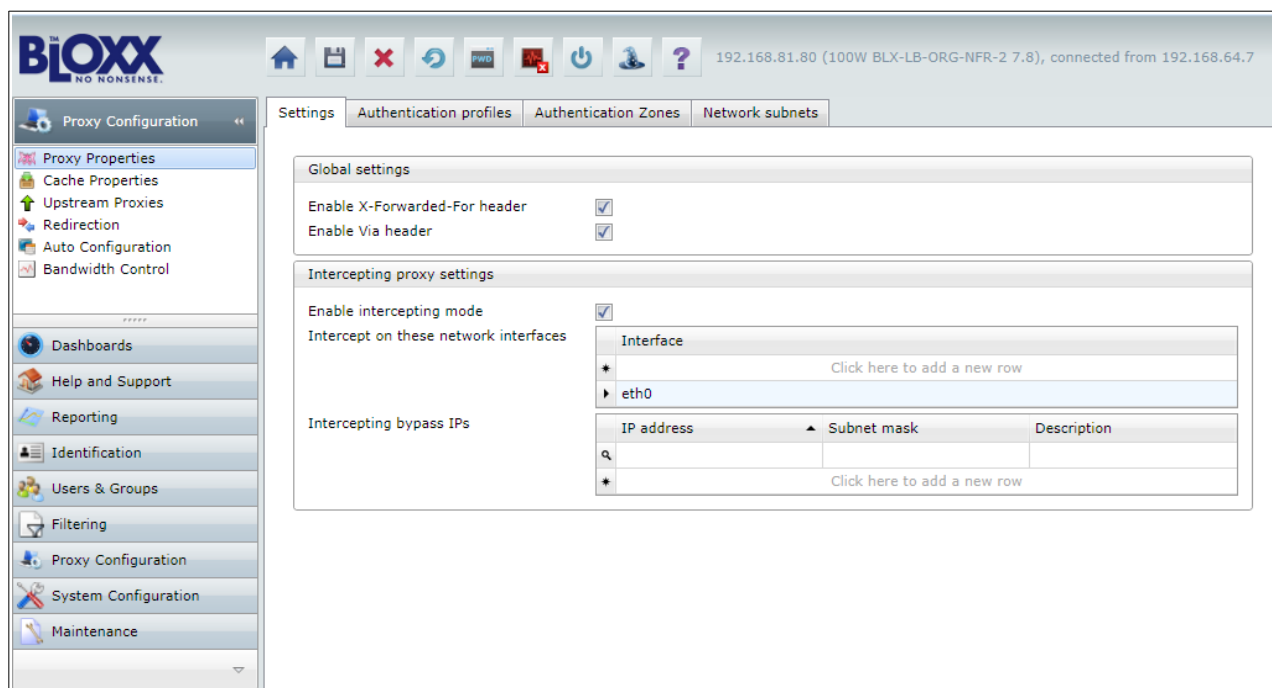 TM
BLOXX
NO NONSENSE.
PWD
?
192.168.81.80 (100W BLX-LB-ORG-NFR-2 7.8), connected from 192.168.64.7
Proxy Configuration
Proxy Properties
Cache Properties
Upstream Proxies
Redirection
Auto Configuration
Bandwidth Control
Dashboards
Help and Support
Reporting
Identification
Users & Groups
Filtering
Proxy Configuration
System Configuration
Maintenance
Settings
Authentication profiles
Authentication Zones
Network subnets
Global settings
Enable X-Forwarded-For header
Enable Via header
Intercepting proxy settings
Enable intercepting mode
Intercept on these network interfaces
Interface
Click here to add a new row
eth0
Intercepting bypass IPs
IP address Subnet mask Description
Click here to add a new row